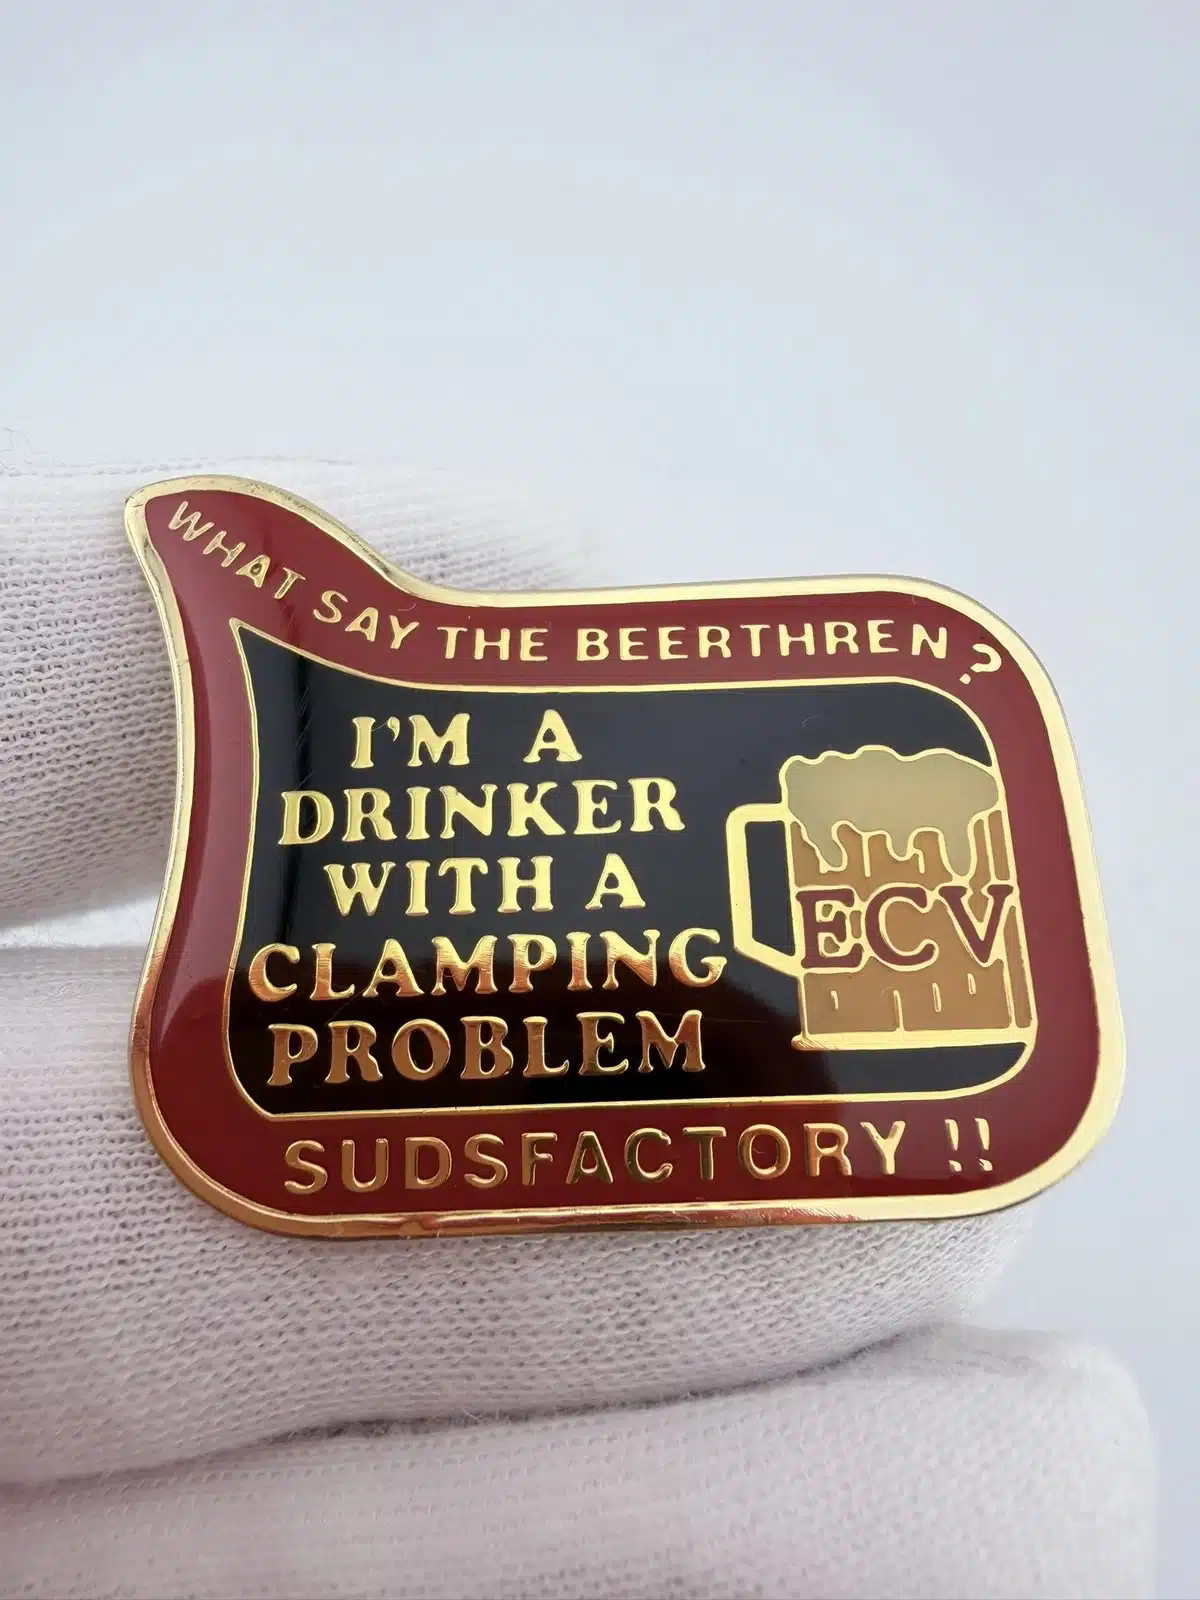 WHAT SAY THE BEERTHREN?
I'M A
DRINKER
WITH A
CLAMPING
PROBLEM
ECV
SUDSFACTORY !!